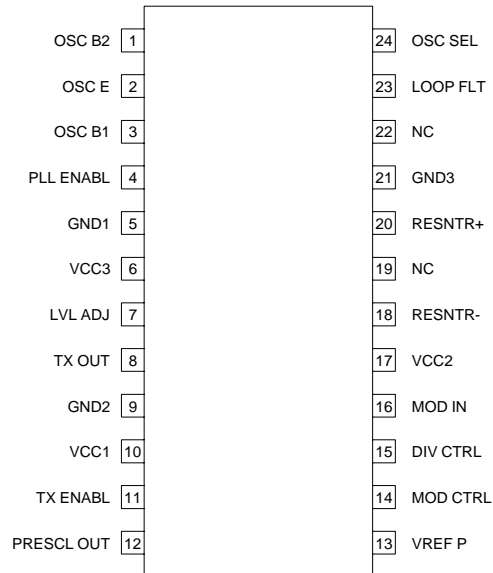 OSC B2 1 24 OSC SEL
OSC E 2 23 LOOP FLT
OSC B1 3 22 NC
PLL ENABL 4 21 GND3
GND1 5 20 RESNTR+
VCC3 6 19 NC
LVL ADJ 7 18 RESNTR-
TX OUT 8 17 VCC2
GND2 9 16 MOD IN
VCC1 10 15 DIV CTRL
TX ENABL 11 14 MOD CTRL
PRESCL OUT 12 13 VREF P